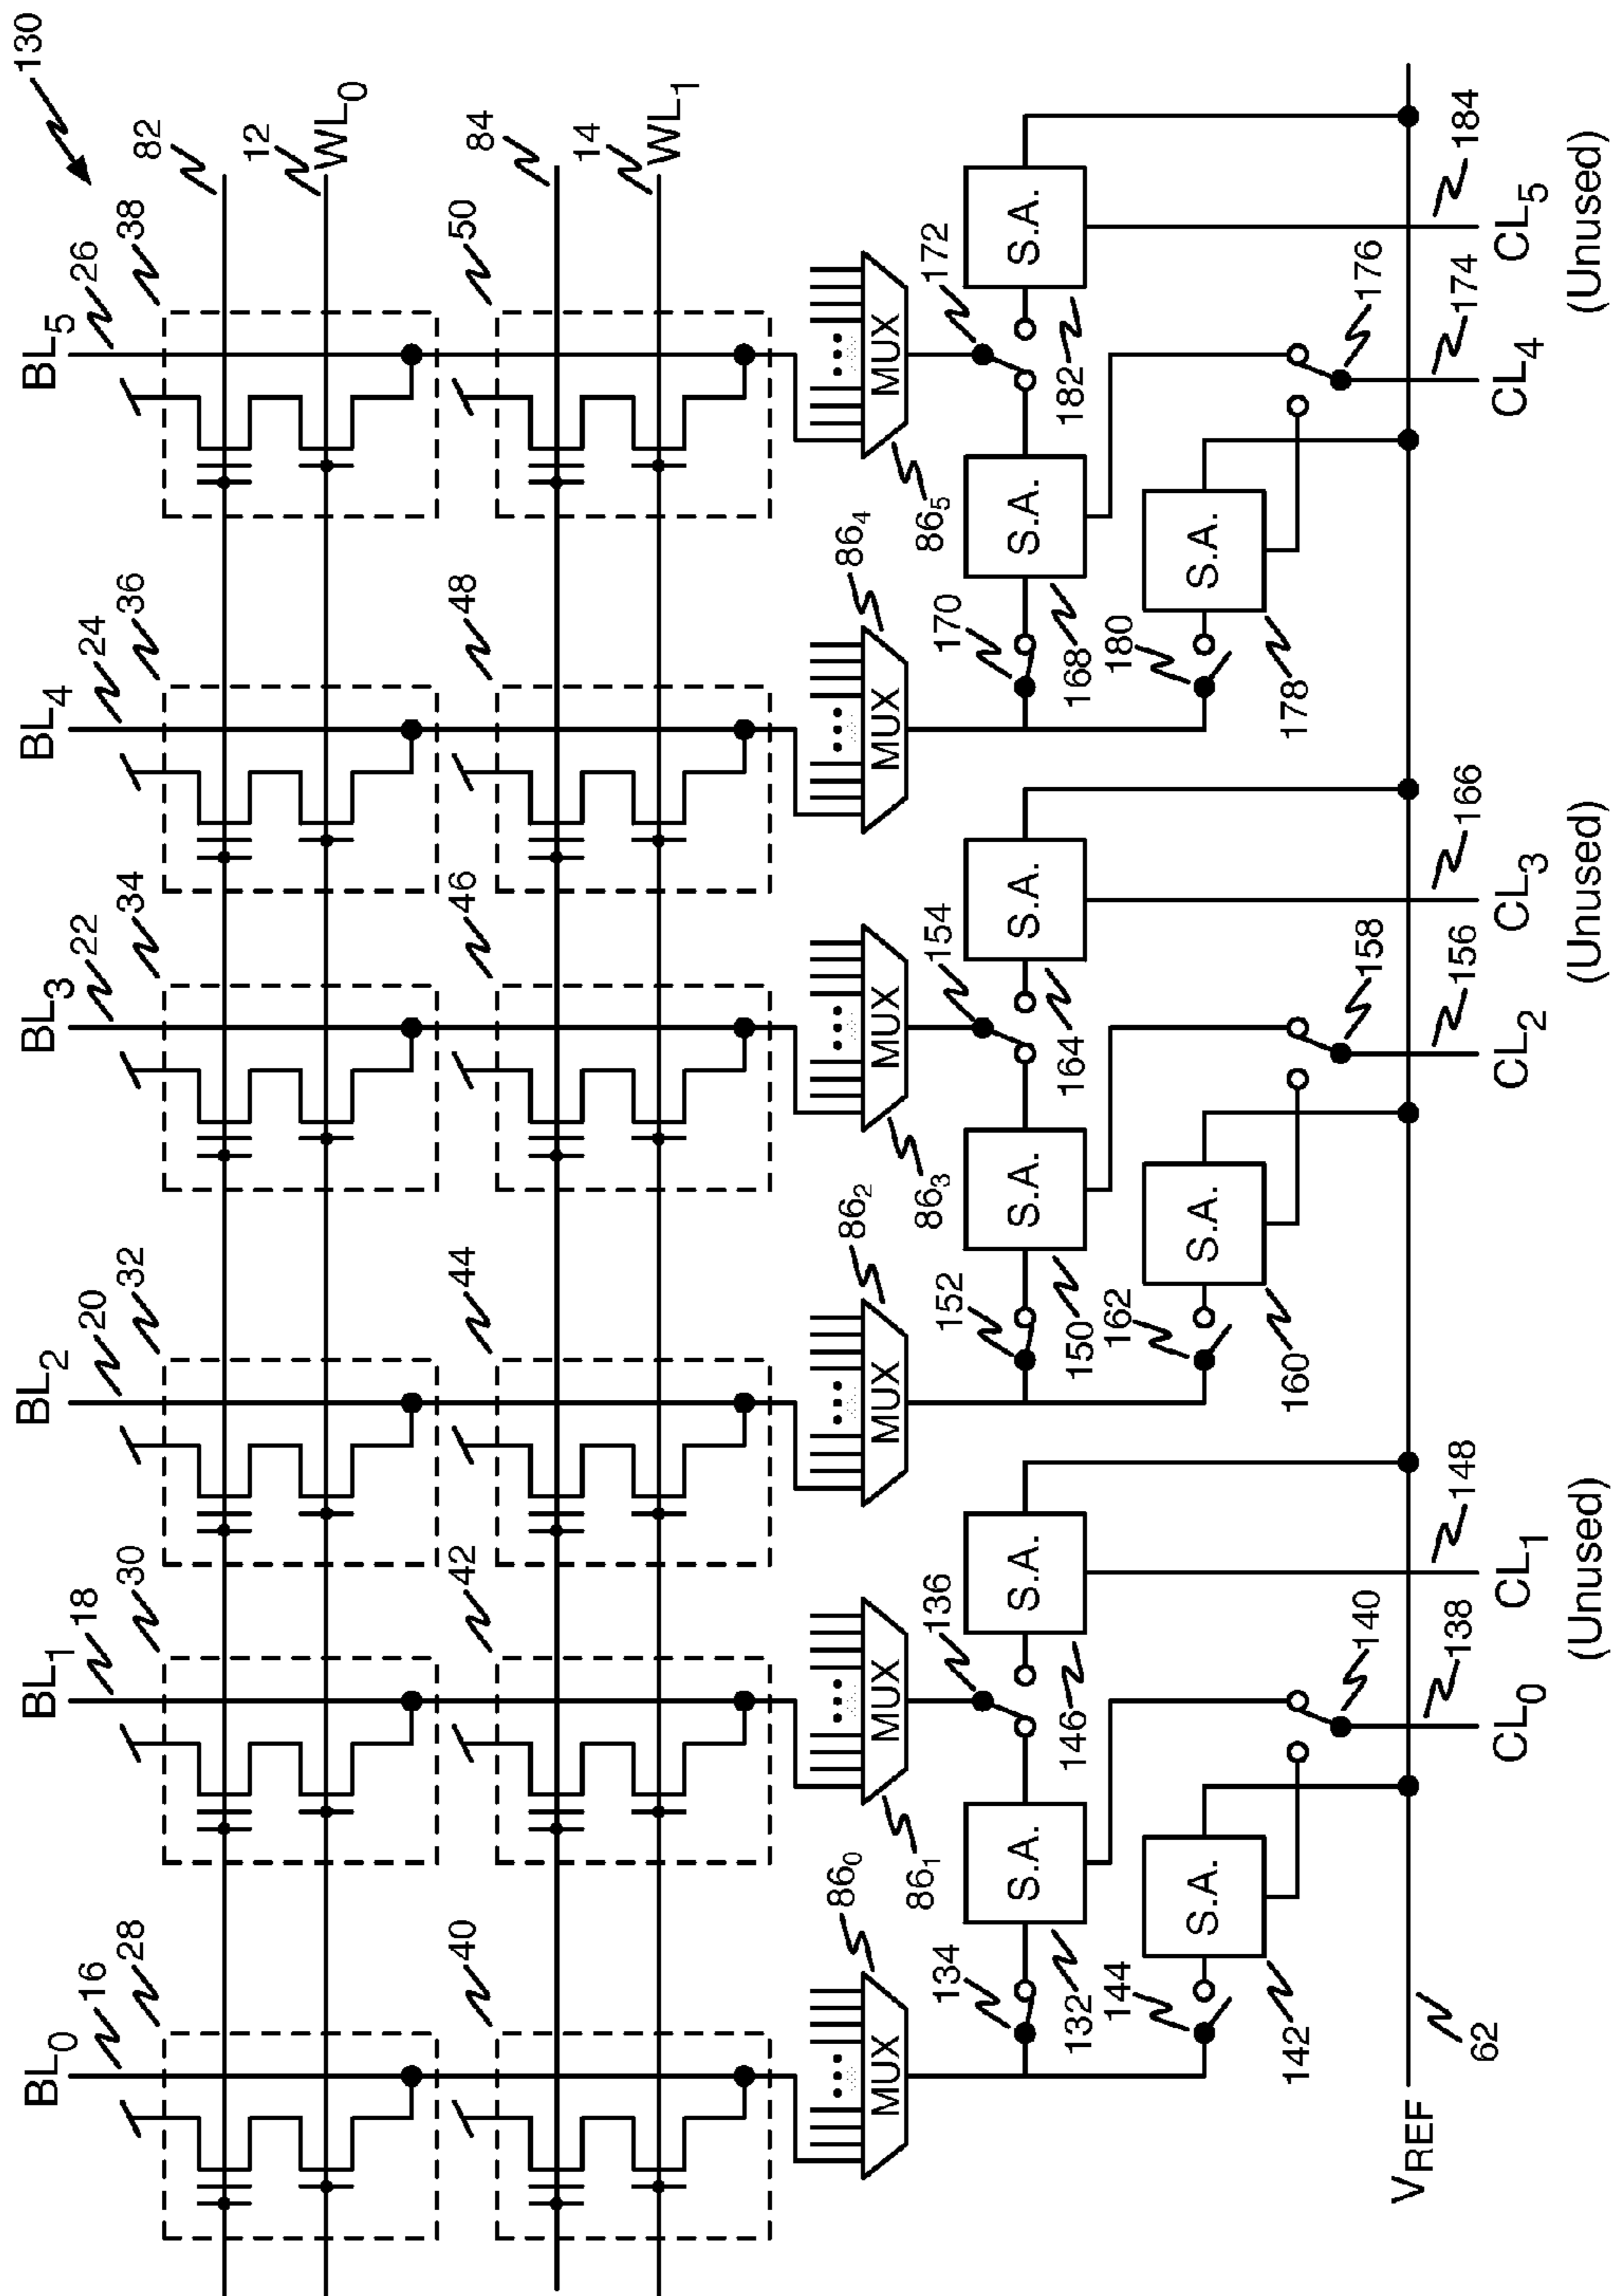 130
BL0 16 28
BL1 18 30
BL2 20 32
BL3 22 34
BL4 24 36
BL5 26 38
82
12
WL0
40
42
44
46
48
50
84
14
WL1
MUX 860
MUX 861
MUX 862
MUX 863
MUX 864
MUX 865
134
S.A.
132
136
S.A.
146
152
S.A.
150
154
S.A.
164
170
S.A.
168
172
S.A.
182
144
S.A.
142
162
S.A.
160
180
S.A.
178
140
158
176
VREF
62
138
148
156
166
174
184
CL0
CL1
CL2
CL3
CL4
CL5
(Unused)
(Unused)
(Unused)